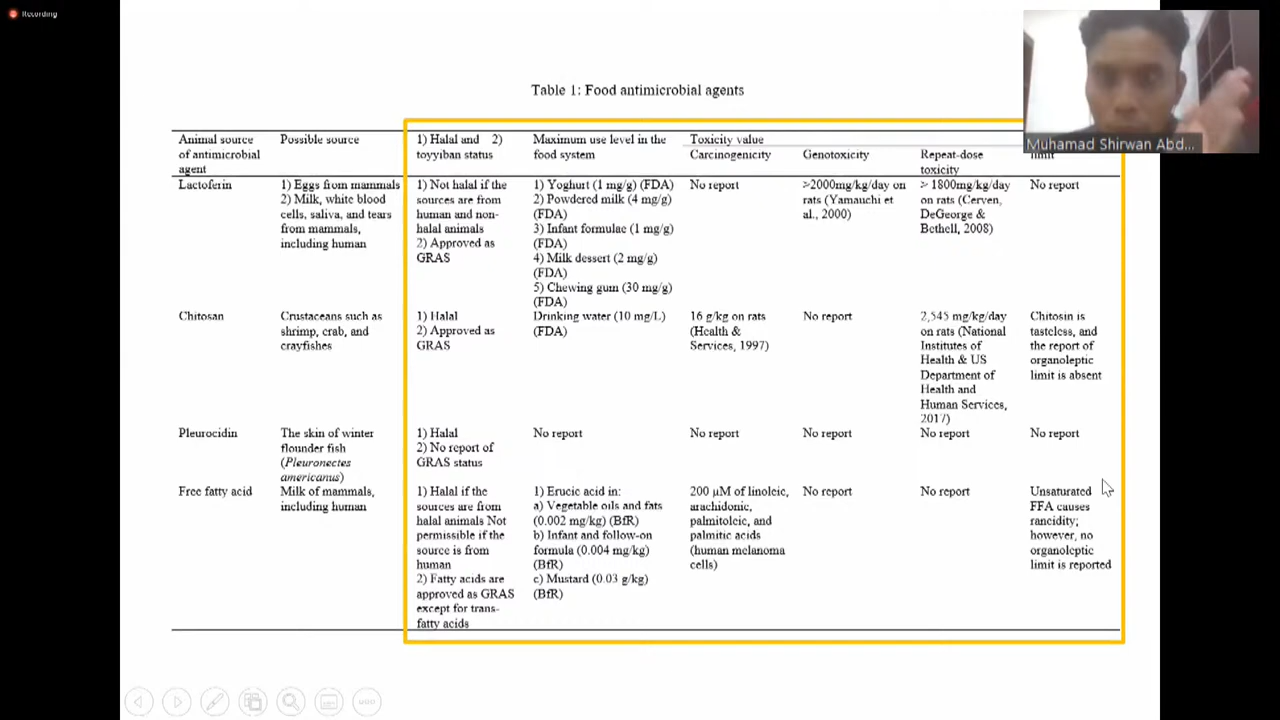 Recording
Muhamad Shirwan Abd...
Table 1: Food antimicrobial agents
Animal source
of antimicrobial
agent
Possible source
1) Halal and 2)
toyyiban status
Maximum use level in the
food system
Toxicity value
Carcinogenicity
Genotoxicity
Repeat-dose
toxicity
limit
Lactoferin
1) Eggs from mammals
2) Milk, white blood
cells, saliva, and tears
from mammals,
including human
1) Not halal if the
sources are from
human and non-
halal animals
2) Approved as
GRAS
1) Yoghurt (1 mg/g) (FDA)
2) Powdered milk (4 mg/g)
(FDA)
3) Infant formulae (1 mg/g)
(FDA)
4) Milk dessert (2 mg/g)
(FDA)
5) Chewing gum (30 mg/g)
(FDA)
No report
>2000mg/kg/day on
rats (Yamauchi et
al., 2000)
> 1800mg/kg/day
on rats (Cerven,
DeGeorge &
Bethell, 2008)
No report
Chitosan
Crustaceans such as
shrimp, crab, and
crayfishes
1) Halal
2) Approved as
GRAS
Drinking water (10 mg/L)
(FDA)
16 g/kg on rats
(Health &
Services, 1997)
No report
2,545 mg/kg/day
on rats (National
Institutes of
Health & US
Department of
Health and
Human Services,
2017)
Chitosin is
tasteless, and
the report of
organoleptic
limit is absent
Pleurocidin
The skin of winter
flounder fish
(Pleuronectes
americanus)
1) Halal
2) No report of
GRAS status
No report
No report
No report
No report
No report
Free fatty acid
Milk of mammals,
including human
1) Halal if the
sources are from
halal animals Not
permissible if the
source is from
human
2) Fatty acids are
approved as GRAS
except for trans-
fatty acids
1) Erucic acid in:
a) Vegetable oils and fats
(0.002 mg/kg) (BfR)
b) Infant and follow-on
formula (0.004 mg/kg)
(BfR)
c) Mustard (0.03 g/kg)
(BfR)
200 μM of linoleic,
arachidonic,
palmitoleic, and
palmitic acids
(human melanoma
cells)
No report
No report
Unsaturated
FFA causes
rancidity;
however, no
organoleptic
limit is reported